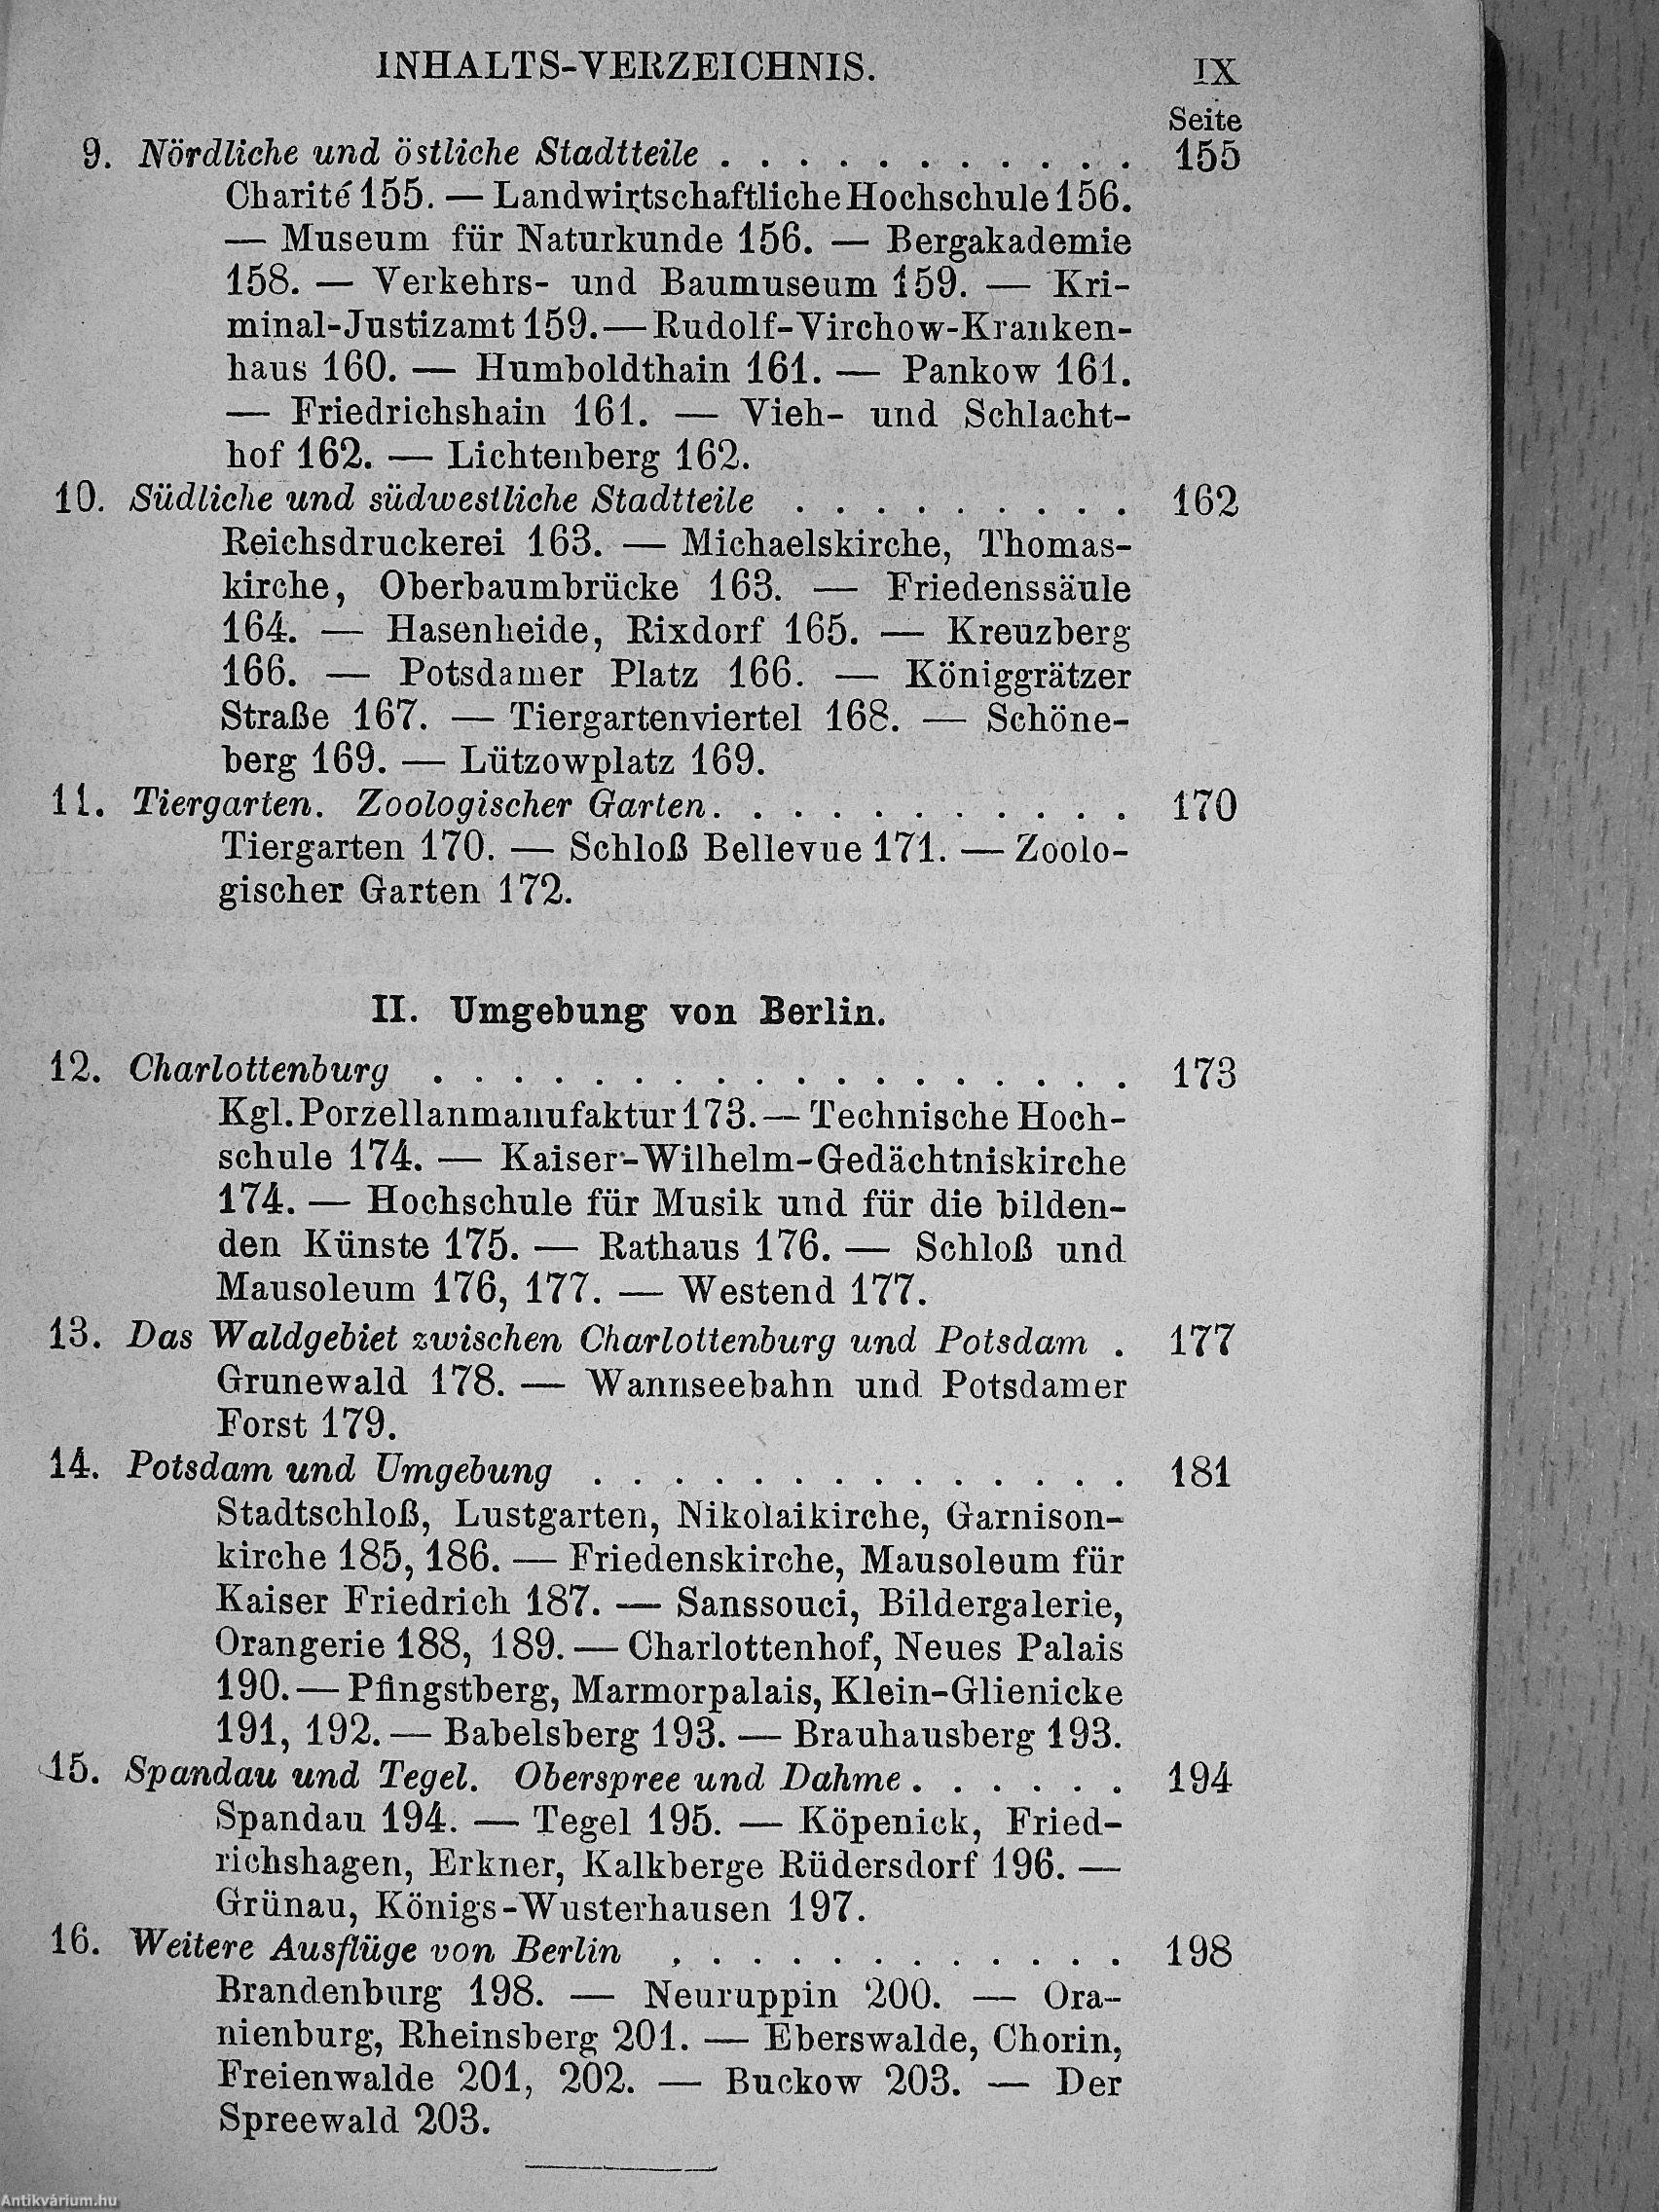 INHALTS-VERZEICHNIS. IX
Seite
9. Nördliche und östliche Stadtteile . . . . . . . . . . . 155
Charité 155. — Landwirtschaftliche Hochschule 156.
— Museum für Naturkunde 156. — Bergakademie
158. — Verkehrs- und Baumuseum 159. — Kri-
minal-Justizamt 159. — Rudolf-Virchow-Kranken-
haus 160. — Humboldthain 161. — Pankow 161.
— Friedrichshain 161. — Vieh- und Schlacht-
hof 162. — Lichtenberg 162.
10. Südliche und südwestliche Stadtteile . . . . . . . . . 162
Reichsdruckerei 163. — Michaelskirche, Thomas-
kirche, Oberbaumbrücke 163. — Friedenssäule
164. — Hasenheide, Rixdorf 165. — Kreuzberg
166. — Potsdamer Platz 166. — Königgrätzer
Straße 167. — Tiergartenviertel 168. — Schöne-
berg 169. — Lützowplatz 169.
11. Tiergarten. Zoologischer Garten. . . . . . . . . . . 170
Tiergarten 170. — Schloß Bellevue 171. — Zoolo-
gischer Garten 172.
II. Umgebung von Berlin.
12. Charlottenburg . . . . . . . . . . . . . . . . . . 173
Kgl. Porzellanmanufaktur 173. — Technische Hoch-
schule 174. — Kaiser-Wilhelm-Gedächtniskirche
174. — Hochschule für Musik und für die bilden-
den Künste 175. — Rathaus 176. — Schloß und
Mausoleum 176, 177. — Westend 177.
13. Das Waldgebiet zwischen Charlottenburg und Potsdam . 177
Grunewald 178. — Wannseebahn und Potsdamer
Forst 179.
14. Potsdam und Umgebung . . . . . . . . . . . . . . 181
Stadtschloß, Lustgarten, Nikolaikirche, Garnison-
kirche 185, 186. — Friedenskirche, Mausoleum für
Kaiser Friedrich 187. — Sanssouci, Bildergalerie,
Orangerie 188, 189. — Charlottenhof, Neues Palais
190. — Pfingstberg, Marmorpalais, Klein-Glienicke
191, 192. — Babelsberg 193. — Brauhausberg 193.
15. Spandau und Tegel. Oberspree und Dahme . . . . . . 194
Spandau 194. — Tegel 195. — Köpenick, Fried-
richshagen, Erkner, Kalkberge Rüdersdorf 196. —
Grünau, Königs-Wusterhausen 197.
16. Weitere Ausflüge von Berlin . . . . . . . . . . . . 198
Brandenburg 198. — Neuruppin 200. — Ora-
nienburg, Rheinsberg 201. — Eberswalde, Chorin,
Freienwalde 201, 202. — Buckow 203. — Der
Spreewald 203.
Antikvárium.hu